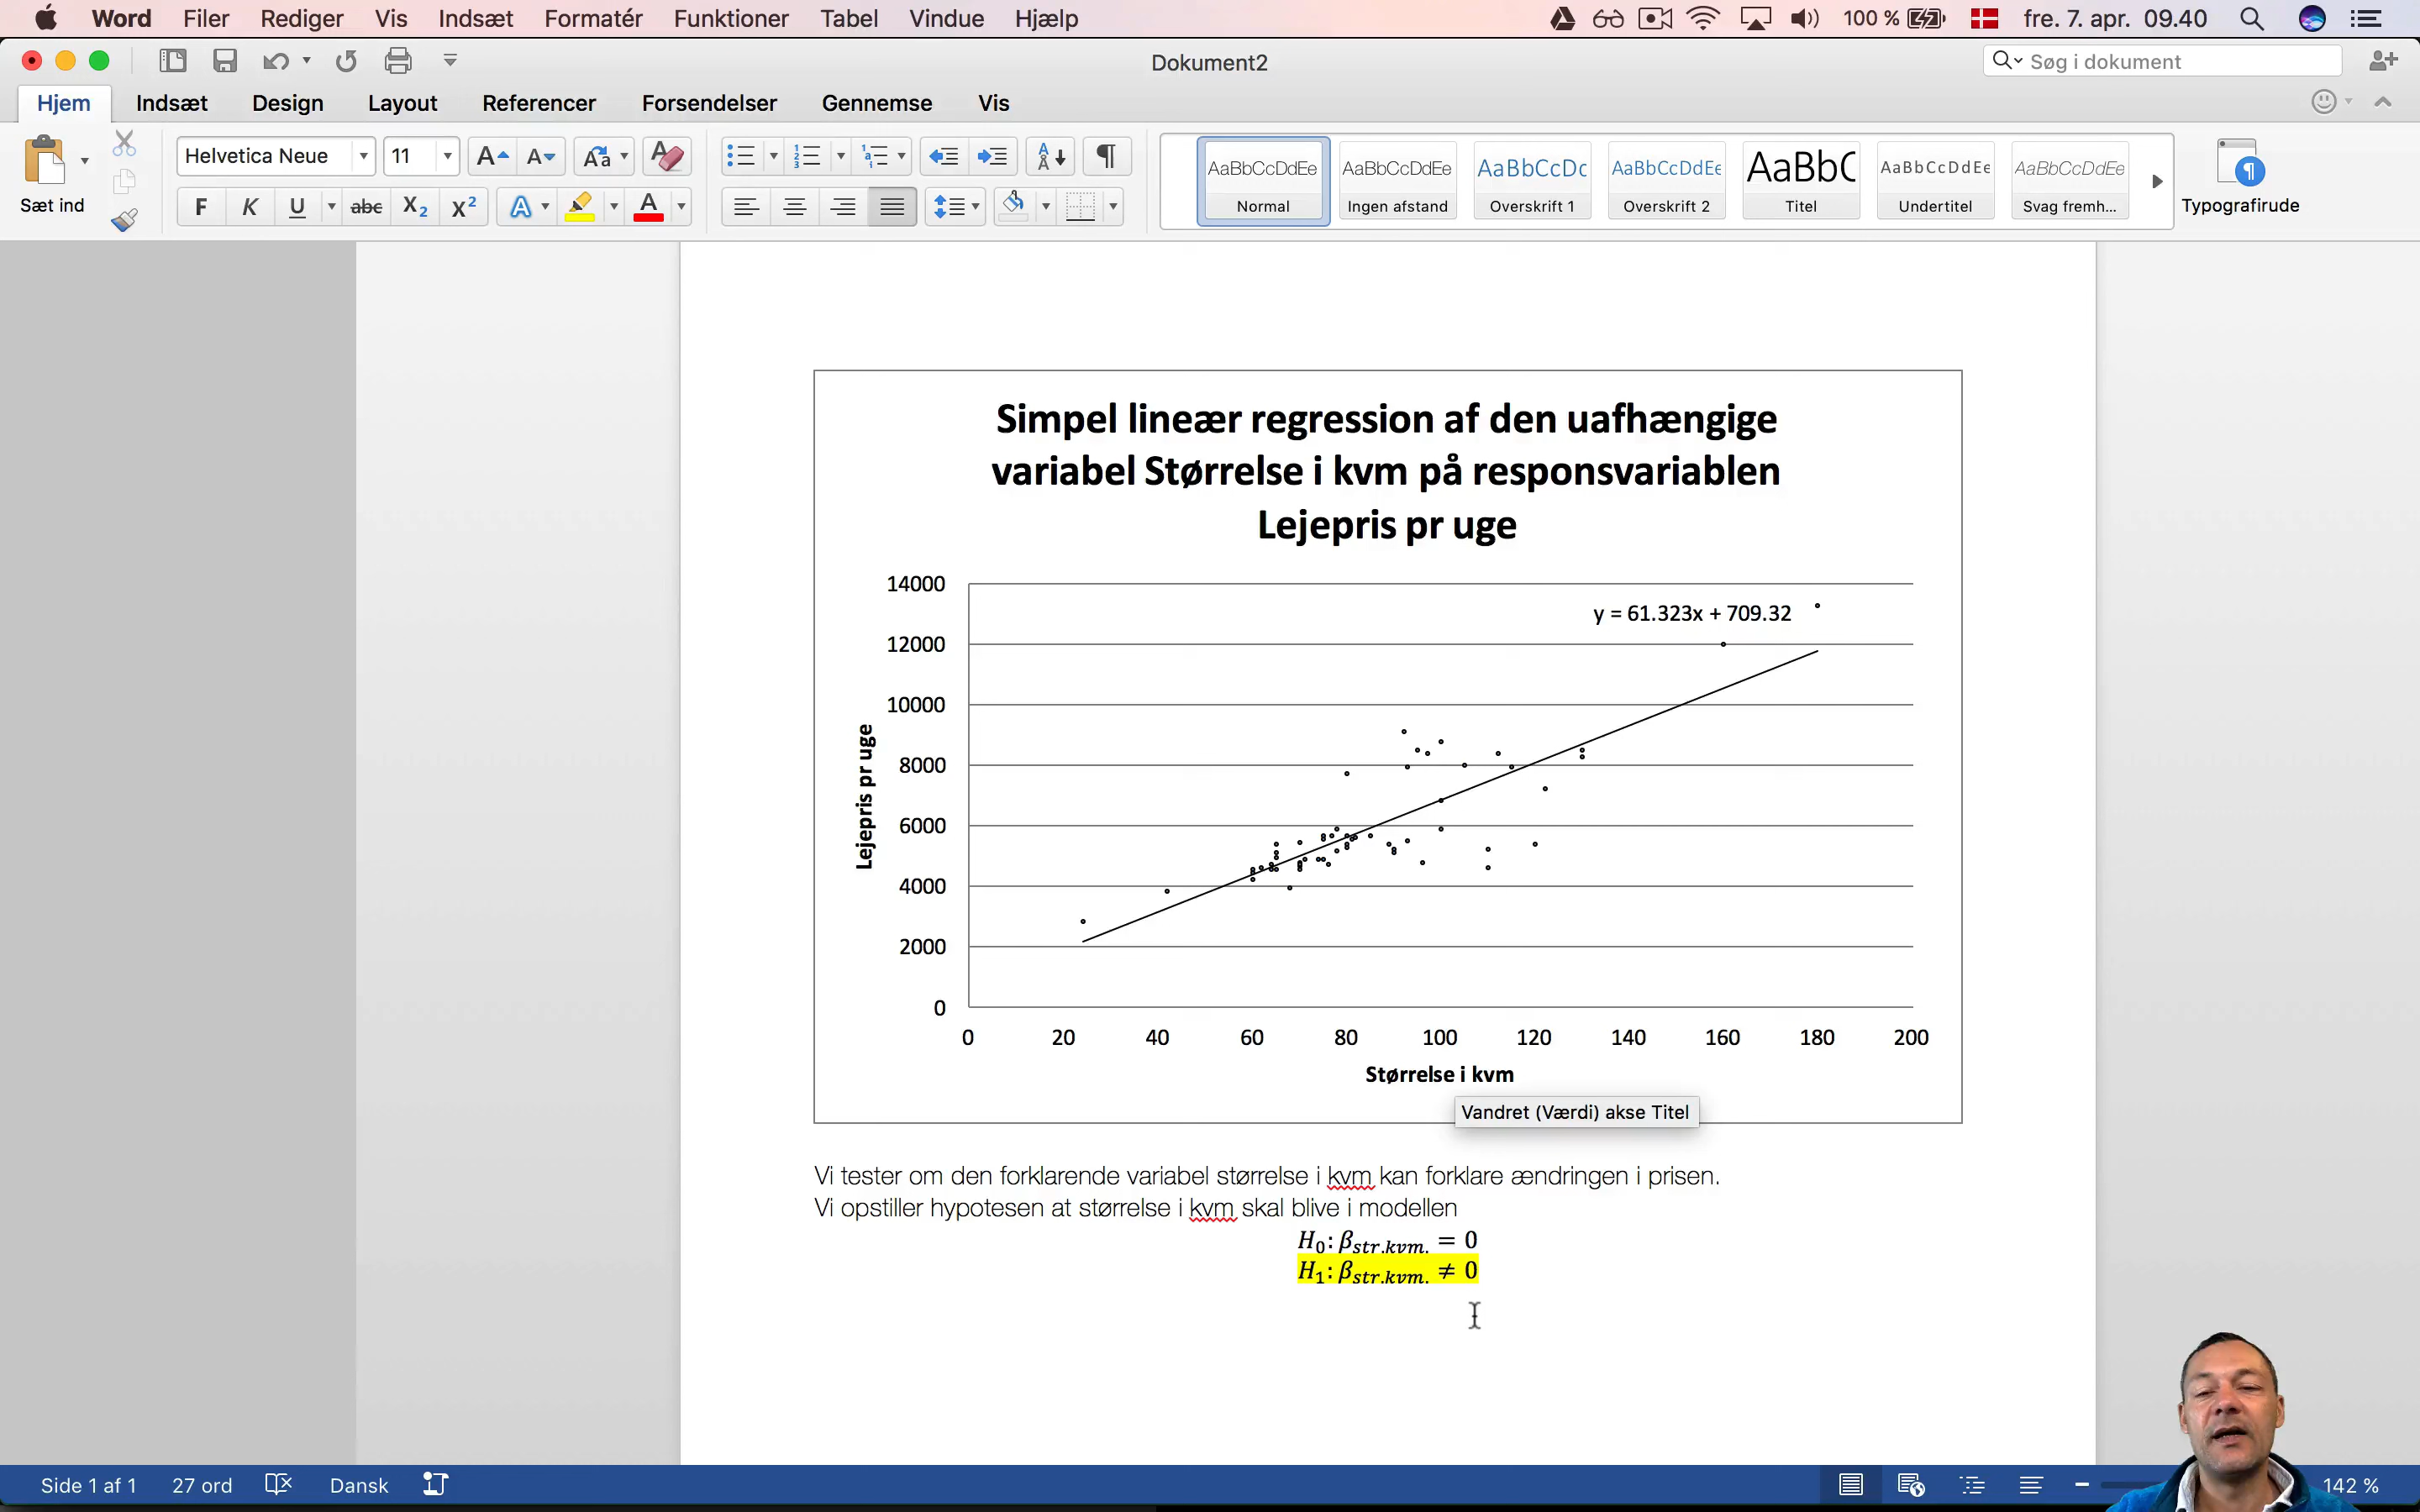 Word Filer Rediger Vis Indsæt Formatér Funktioner Tabel Vindue Hjælp 100 % fre. 7. apr. 09.40
Dokument2
Søg i dokument
Hjem Indsæt Design Layout Referencer Forsendelser Gennemse Vis
Sæt ind
Helvetica Neue 11
F K U abc X₂ X² A A
AaBbCcDdEe AaBbCcDdEe AaBbCcDc AaBbCcDdEe AaBbC AaBbCcDdEe AaBbCcDdEe
Normal Ingen afstand Overskrift 1 Overskrift 2 Titel Undertitel Svag fremh... Typografirude
Simpel lineær regression af den uafhængige
variabel Størrelse i kvm på responsvariablen
Lejepris pr uge
14000
12000
10000
8000
6000
4000
2000
0
Lejepris pr uge
y = 61.323x + 709.32
0 20 40 60 80 100 120 140 160 180 200
Størrelse i kvm
Vandret (Værdi) akse Titel
Vi tester om den forklarende variabel størrelse i kvm kan forklare ændringen i prisen.
Vi opstiller hypotesen at størrelse i kvm skal blive i modellen
H₀: β str.kvm. = 0
H₁: β str.kvm. ≠ 0
Side 1 af 1 27 ord Dansk 142 %